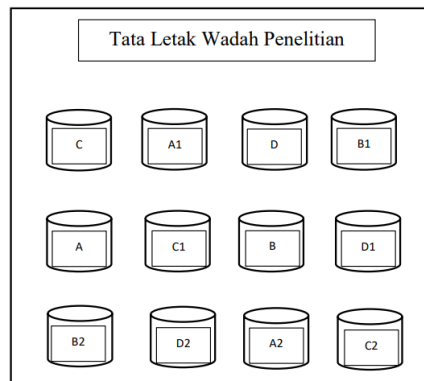 Tata Letak Wadah Penelitian
C A1 D B1
A C1 B D1
B2 D2 A2 C2